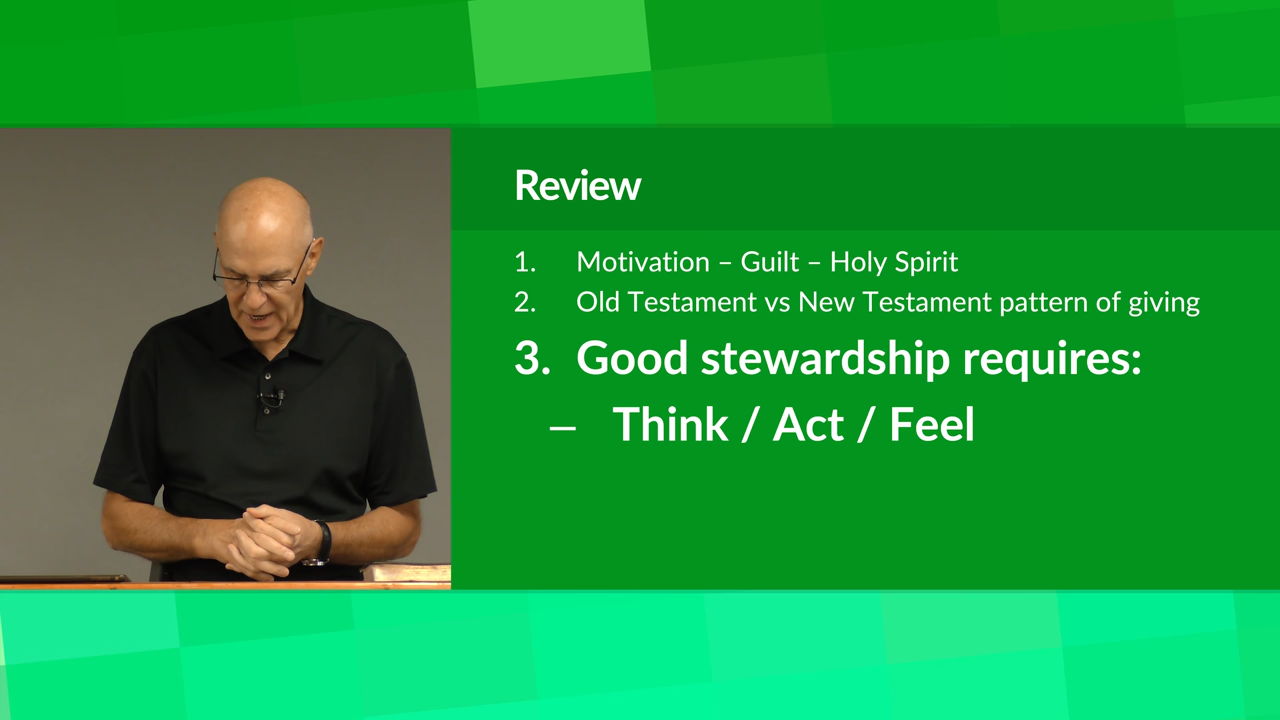 Review
1. Motivation – Guilt – Holy Spirit
2. Old Testament vs New Testament pattern of giving
3. Good stewardship requires:
– Think / Act / Feel